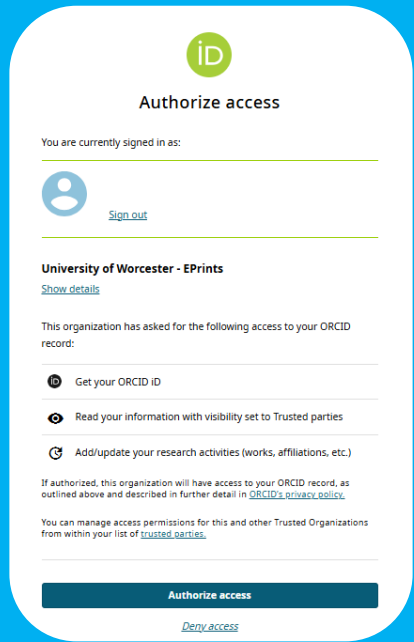 iD
Authorize access
You are currently signed in as:
Sign out
University of Worcester - EPrints
Show details
This organization has asked for the following access to your ORCID
record:
iD Get your ORCID iD
Read your information with visibility set to Trusted parties
Add/update your research activities (works, affiliations, etc.)
If authorized, this organization will have access to your ORCID record, as
outlined above and described in further detail in ORCID's privacy policy.
You can manage access permissions for this and other Trusted Organizations
from within your list of trusted parties.
Authorize access
Deny access